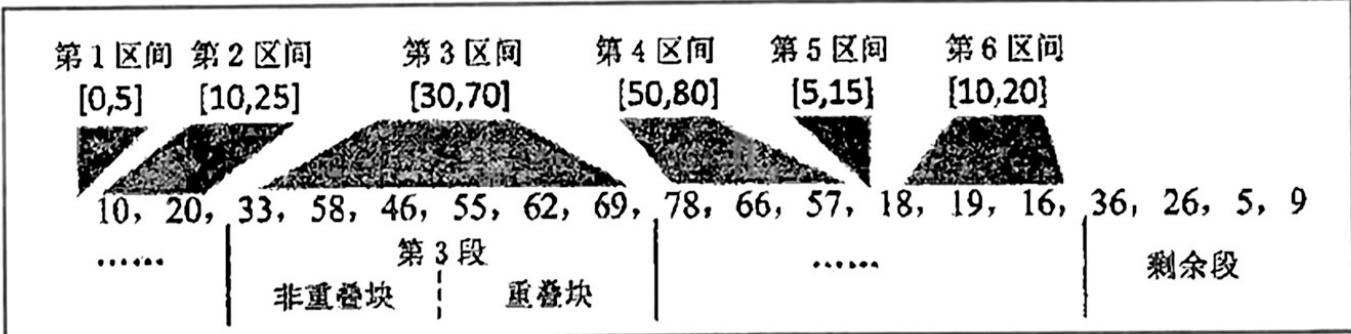 第1区间 第2区间 第3区间 第4区间 第5区间 第6区间
[0,5] [10,25] [30,70] [50,80] [5,15] [10,20]
10, 20, 33, 58, 46, 55, 62, 69, 78, 66, 57, 18, 19, 16, 36, 26, 5, 9
…… 第3段 …… 剩余段
非重叠块 重叠块